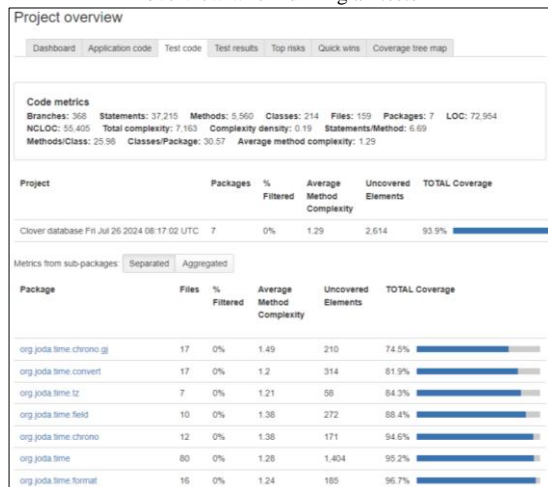 Project overview
Dashboard Application code Test code Test results Top risks Quick wins Coverage tree map
Code metrics
Branches: 368 Statements: 37,215 Methods: 5,560 Classes: 214 Files: 159 Packages: 7 LOC: 72,954
NCLOC: 55,405 Total complexity: 7,163 Complexity density: 0.19 Statements/Method: 6.69
Methods/Class: 25.98 Classes/Package: 30.57 Average method complexity: 1.29
Project Packages % Filtered Average Method Complexity Uncovered Elements TOTAL Coverage
Clover database Fri Jul 26 2024 08:17:02 UTC 7 0% 1.29 2,614 93.9%
Metrics from sub-packages: Separated Aggregated
Package Files % Filtered Average Method Complexity Uncovered Elements TOTAL Coverage
org.joda.time.chrono.gj 17 0% 1.49 210 74.5%
org.joda.time.convert 17 0% 1.2 314 81.9%
org.joda.time.tz 7 0% 1.21 58 84.3%
org.joda.time.field 10 0% 1.38 272 88.4%
org.joda.time.chrono 12 0% 1.38 171 94.6%
org.joda.time 80 0% 1.28 1,404 95.2%
org.joda.time.format 16 0% 1.24 185 96.7%